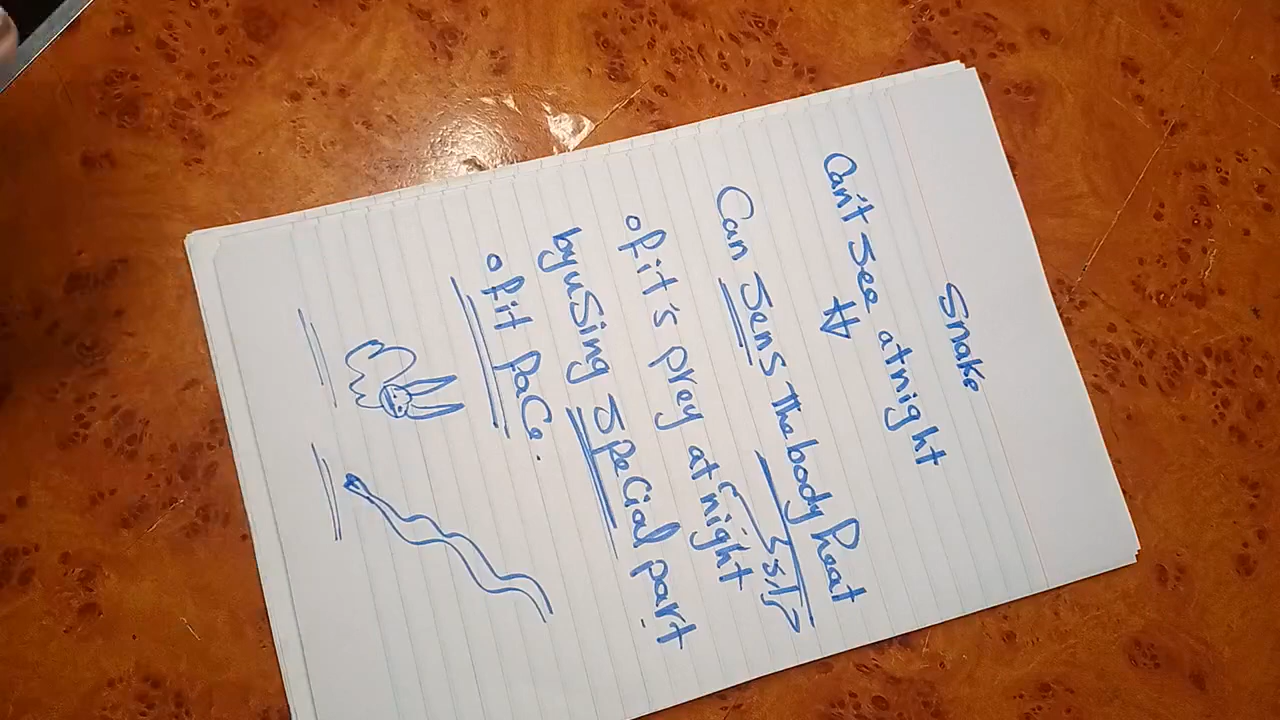 Snake
Can't see at night
Can Sens The body heat
حرارة
of it's prey at night
by using Special part
of it face.